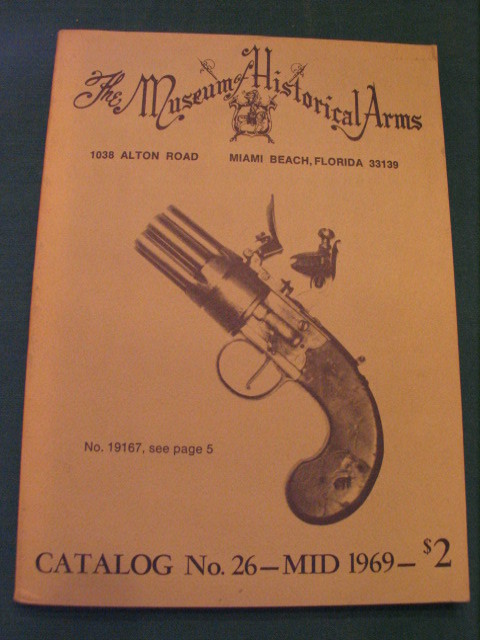 The Museum of Historical Arms
1038 ALTON ROAD MIAMI BEACH, FLORIDA 33139
No. 19167, see page 5
CATALOG No. 26 – MID 1969 – $2